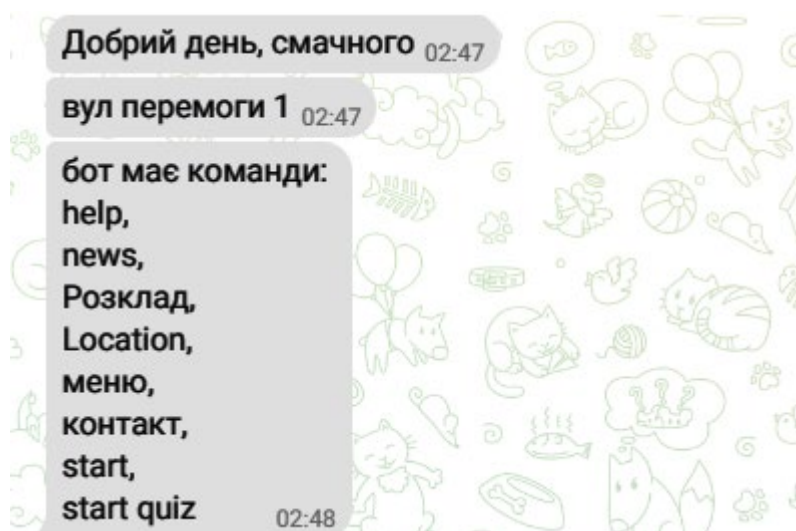 Добрий день, смачного 02:47
вул перемоги 1 02:47
бот має команди:
help,
news,
Розклад,
Location,
меню,
контакт,
start,
start quiz 02:48